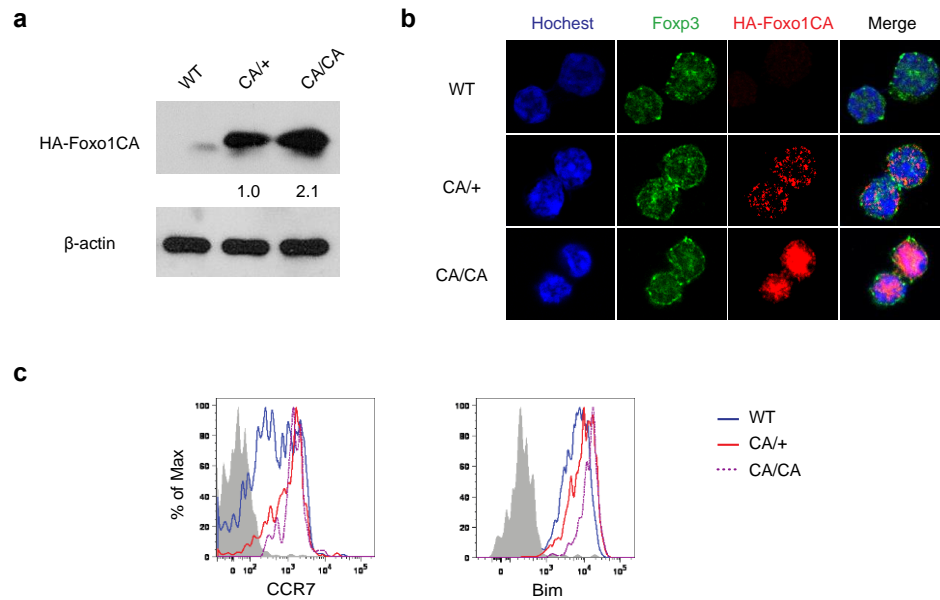 a
WT CA/+ CA/CA
HA-Foxo1CA
1.0 2.1
β-actin
b
Hochest Foxp3 HA-Foxo1CA Merge
WT
CA/+
CA/CA
c
% of Max
100
80
60
40
20
0
0 10² 10³ 10⁴ 10⁵
CCR7
100
80
60
40
20
0
0 10³ 10⁴ 10⁵
Bim
WT
CA/+
CA/CA